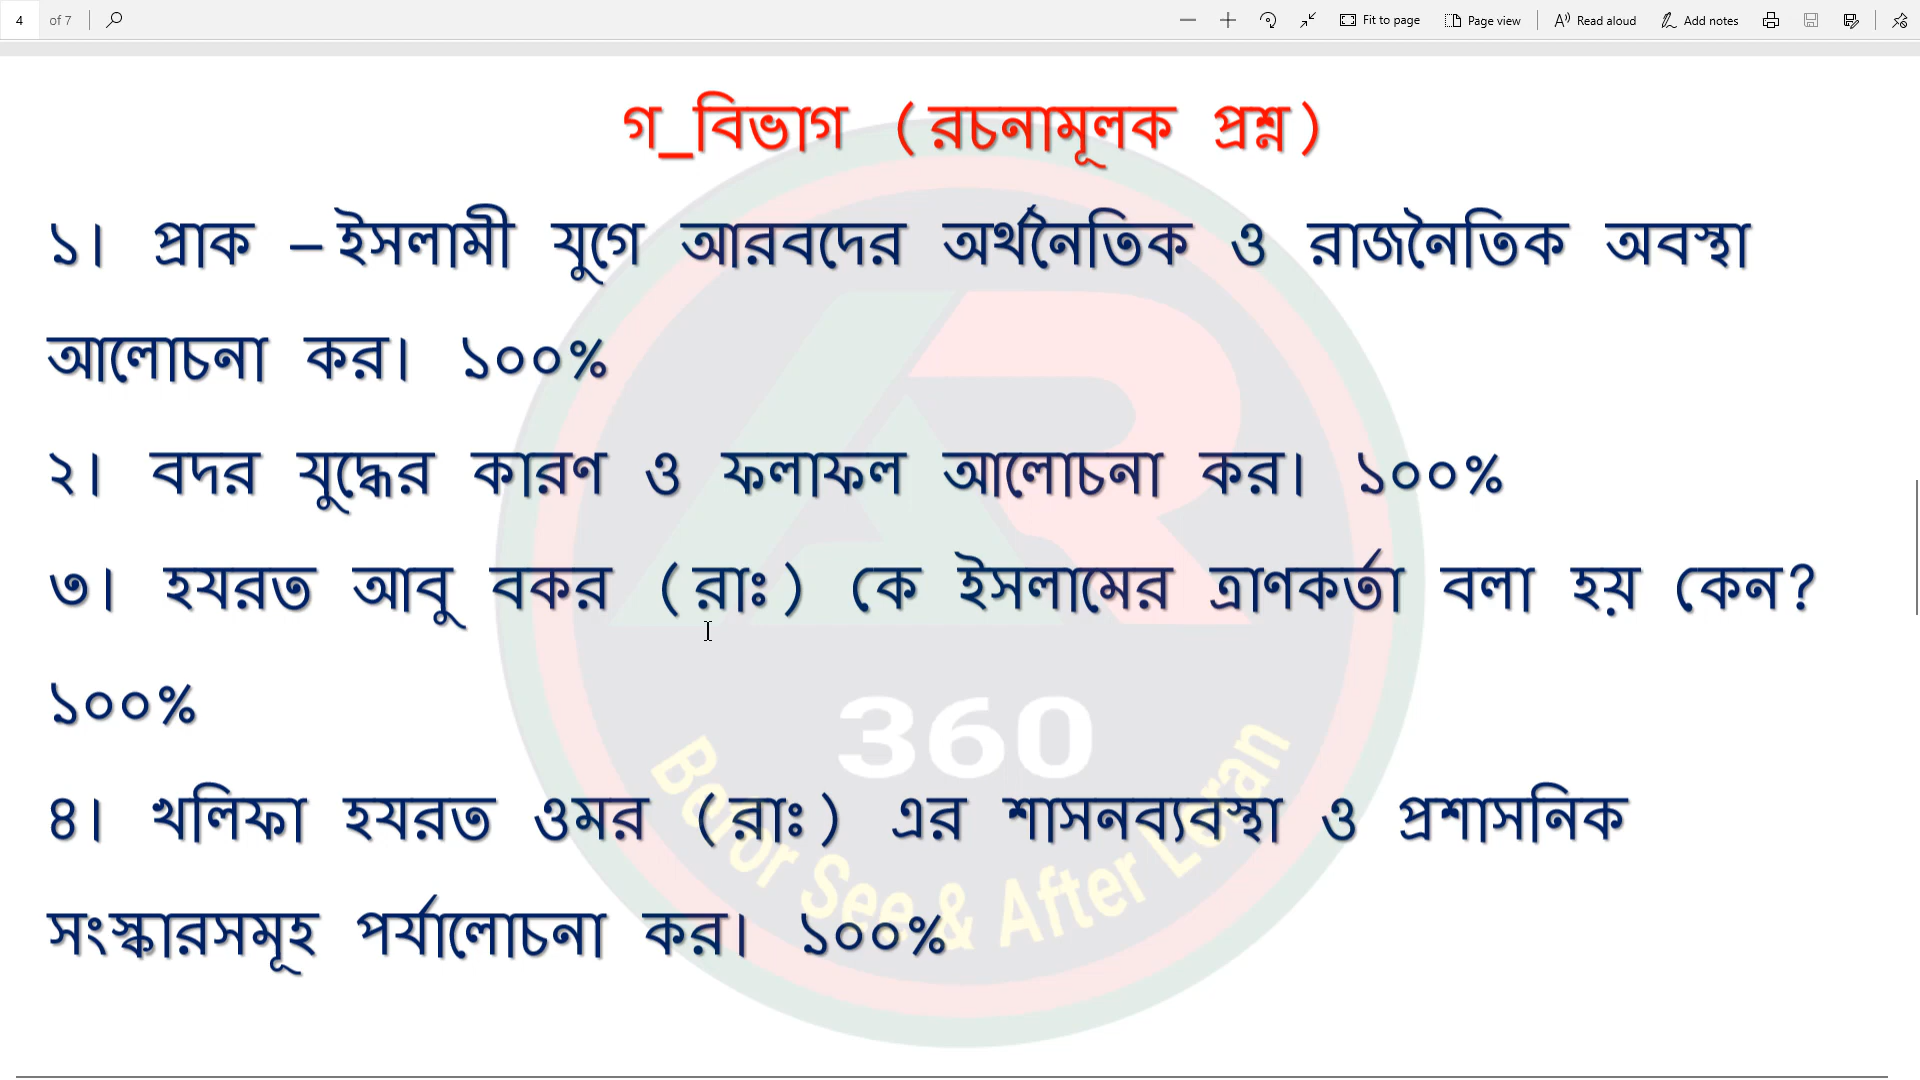 4 of 7 Fit to page Page view Read aloud Add notes
গ_বিভাগ (রচনামূলক প্রশ্ন)
১। প্রাক –ইসলামী যুগে আরবদের অর্থনৈতিক ও রাজনৈতিক অবস্থা
আলোচনা কর। ১০০%
২। বদর যুদ্ধের কারণ ও ফলাফল আলোচনা কর। ১০০%
৩। হযরত আবু বকর (রাঃ) কে ইসলামের ত্রাণকর্তা বলা হয় কেন?
১০০%
360
৪। খলিফা হযরত ওমর (রাঃ) এর শাসনব্যবস্থা ও প্রশাসনিক
সংস্কারসমূহ পর্যালোচনা কর। ১০০%
See & After Leran